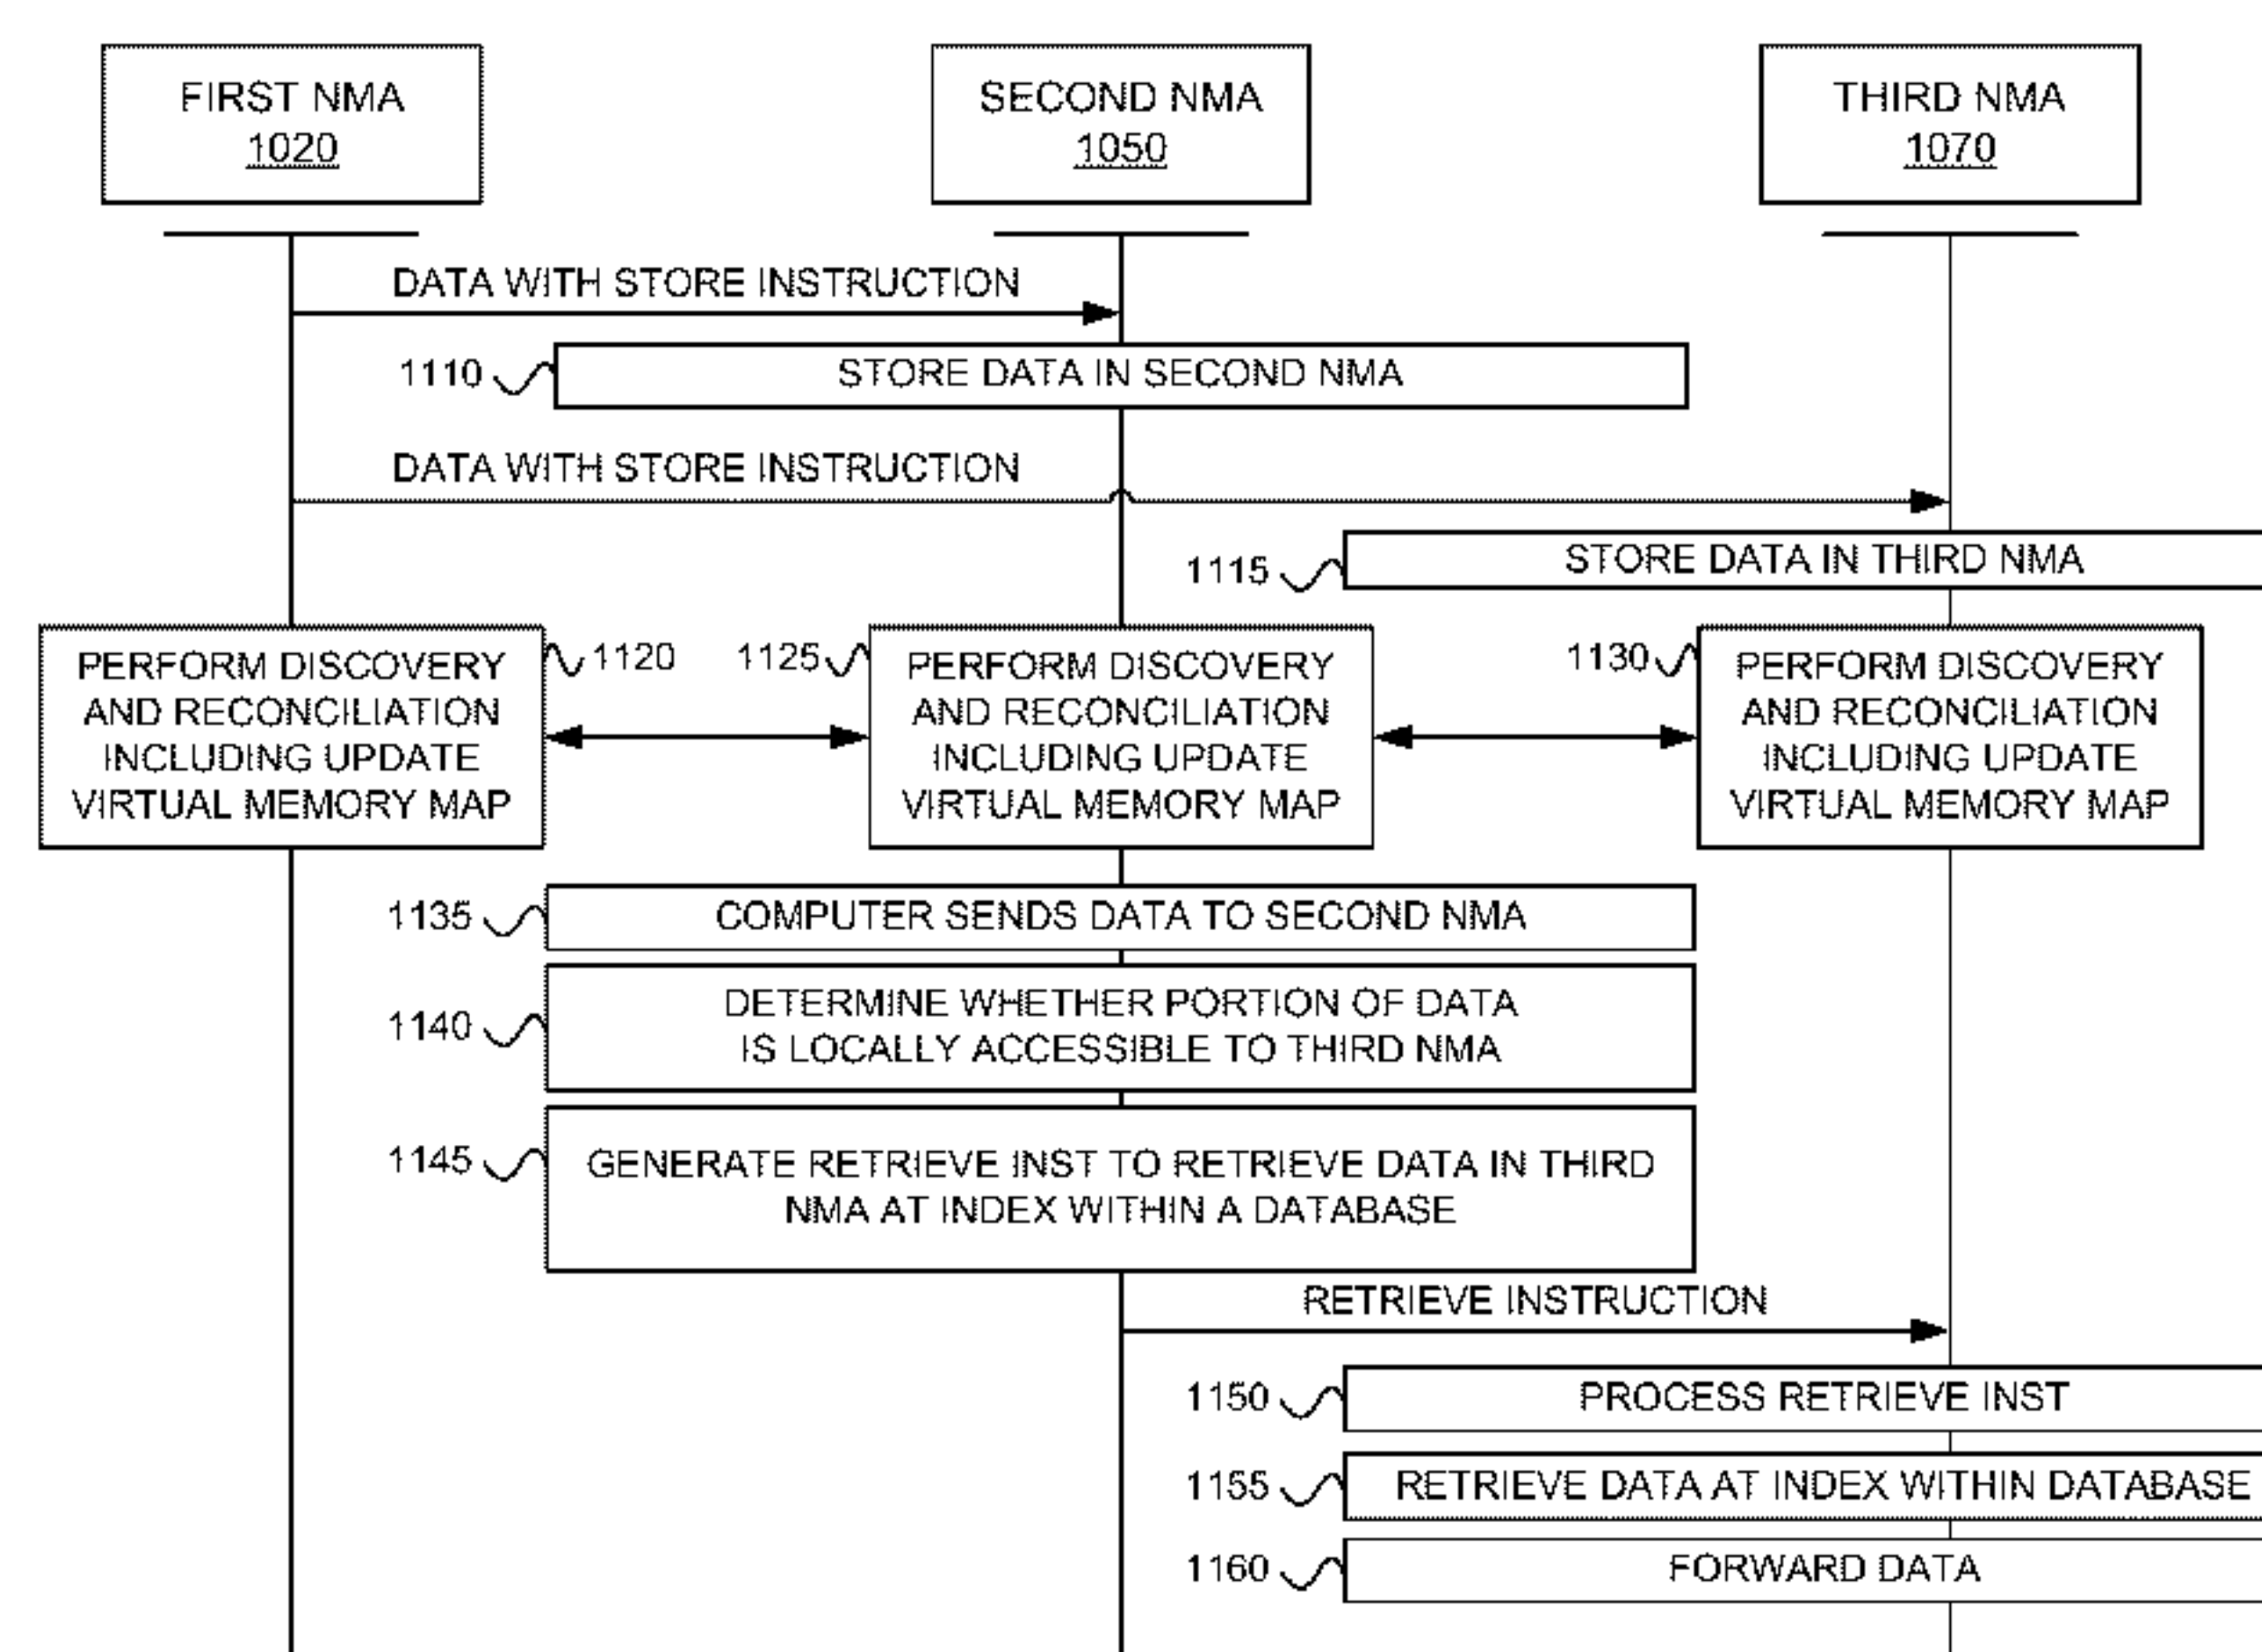 FIRST NMA
1020
SECOND NMA
1050
THIRD NMA
1070
DATA WITH STORE INSTRUCTION
1110
STORE DATA IN SECOND NMA
DATA WITH STORE INSTRUCTION
1115
STORE DATA IN THIRD NMA
PERFORM DISCOVERY
AND RECONCILIATION
INCLUDING UPDATE
VIRTUAL MEMORY MAP
1120
1125
PERFORM DISCOVERY
AND RECONCILIATION
INCLUDING UPDATE
VIRTUAL MEMORY MAP
1130
PERFORM DISCOVERY
AND RECONCILIATION
INCLUDING UPDATE
VIRTUAL MEMORY MAP
1135
COMPUTER SENDS DATA TO SECOND NMA
1140
DETERMINE WHETHER PORTION OF DATA
IS LOCALLY ACCESSIBLE TO THIRD NMA
1145
GENERATE RETRIEVE INST TO RETRIEVE DATA IN THIRD
NMA AT INDEX WITHIN A DATABASE
RETRIEVE INSTRUCTION
1150
PROCESS RETRIEVE INST
1155
RETRIEVE DATA AT INDEX WITHIN DATABASE
1160
FORWARD DATA